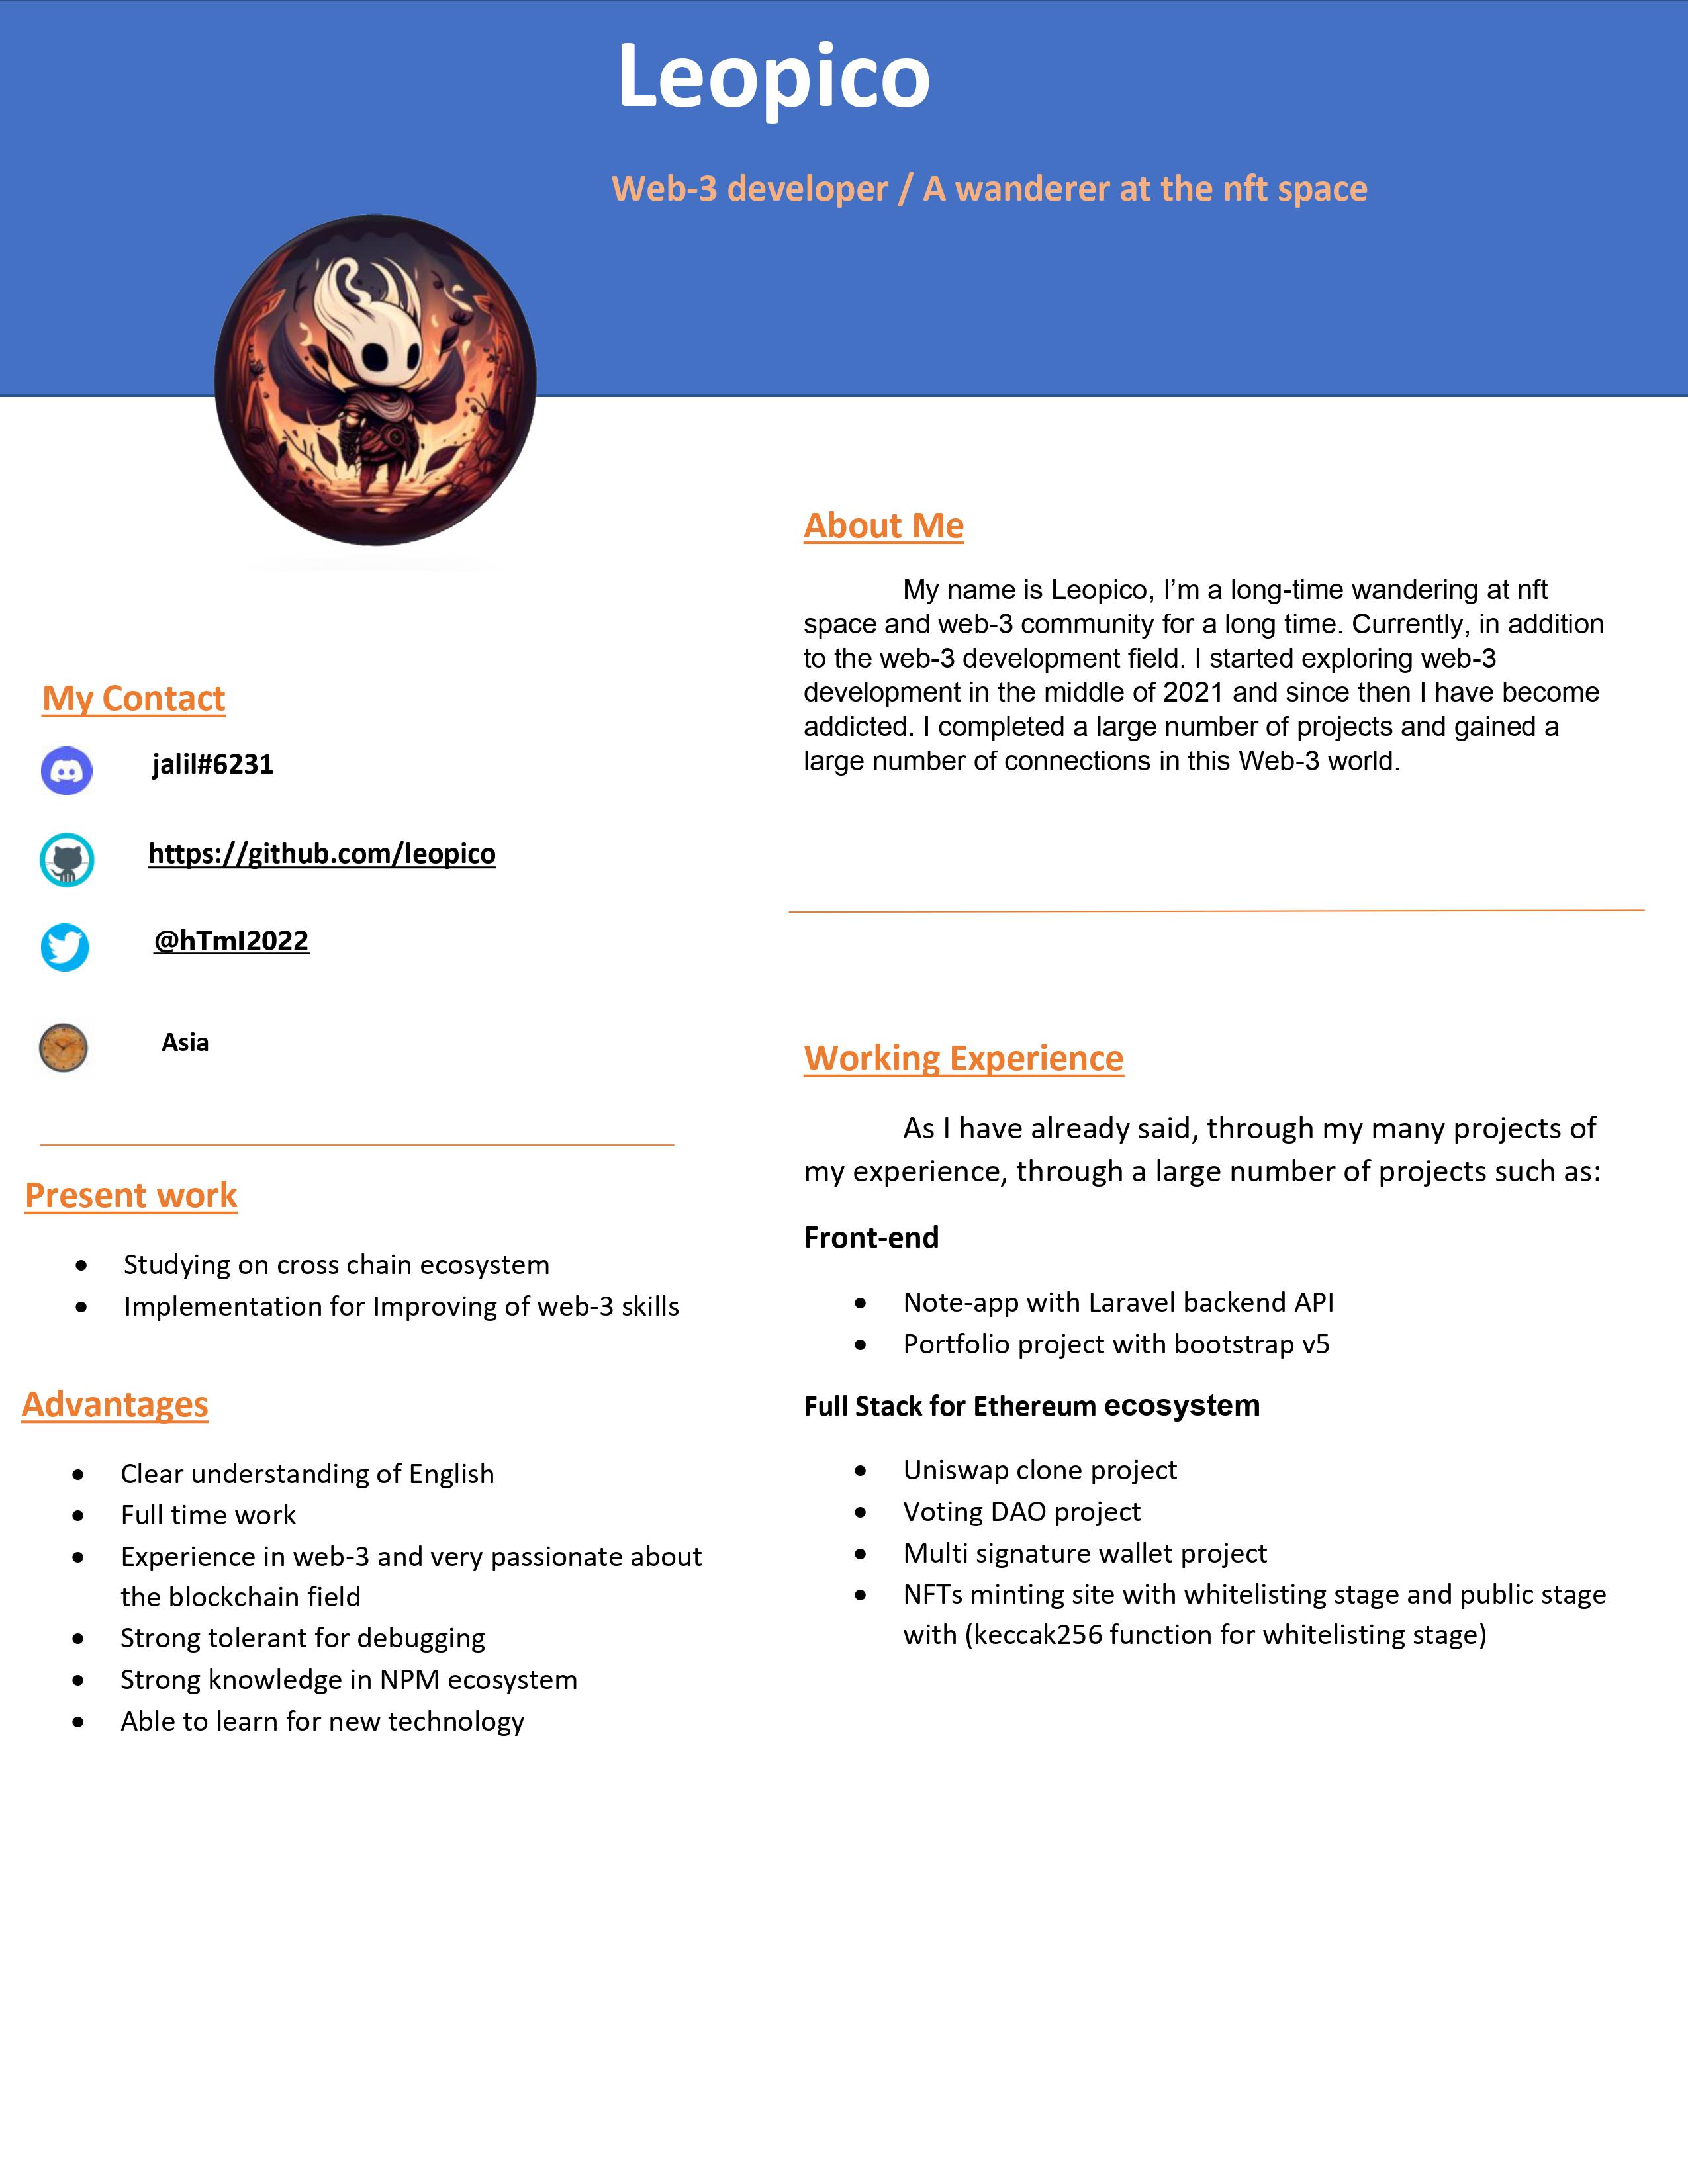 Leopico
Web-3 developer / A wanderer at the nft space
My Contact
jalil#6231
https://github.com/leopico
@hTmI2022
Asia
Present work
• Studying on cross chain ecosystem
• Implementation for Improving of web-3 skills
Advantages
• Clear understanding of English
• Full time work
• Experience in web-3 and very passionate about
the blockchain field
• Strong tolerant for debugging
• Strong knowledge in NPM ecosystem
• Able to learn for new technology
About Me
My name is Leopico, I’m a long-time wandering at nft
space and web-3 community for a long time. Currently, in addition
to the web-3 development field. I started exploring web-3
development in the middle of 2021 and since then I have become
addicted. I completed a large number of projects and gained a
large number of connections in this Web-3 world.
Working Experience
As I have already said, through my many projects of
my experience, through a large number of projects such as:
Front-end
• Note-app with Laravel backend API
• Portfolio project with bootstrap v5
Full Stack for Ethereum ecosystem
• Uniswap clone project
• Voting DAO project
• Multi signature wallet project
• NFTs minting site with whitelisting stage and public stage
with (keccak256 function for whitelisting stage)